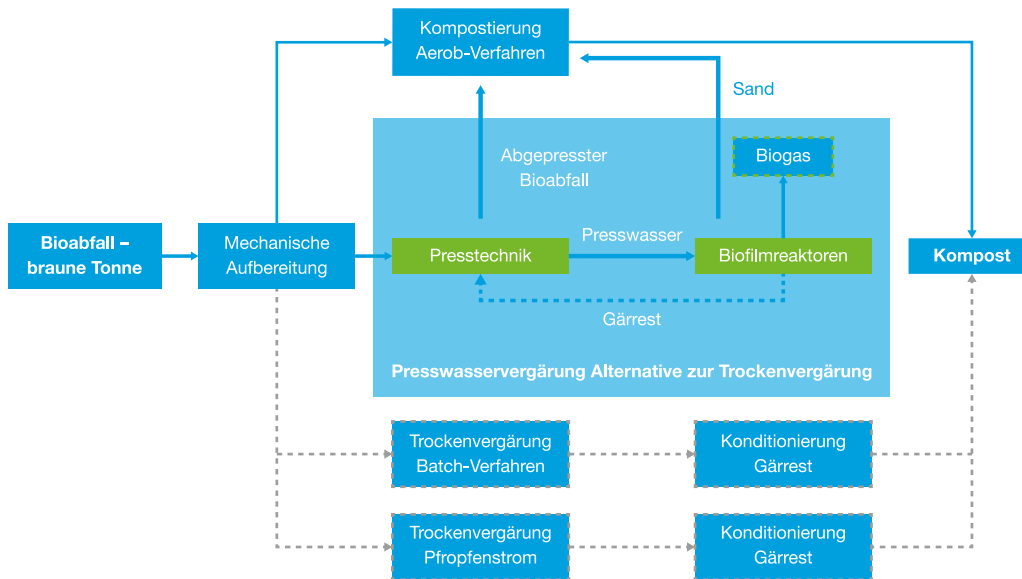 Kompostierung
Aerob-Verfahren
Sand
Abgepresster
Bioabfall
Biogas
Bioabfall –
braune Tonne
Mechanische
Aufbereitung
Presstechnik
Presswasser
Biofilmreaktoren
Kompost
Gärrest
Presswasservergärung Alternative zur Trockenvergärung
Trockenvergärung
Batch-Verfahren
Konditionierung
Gärrest
Trockenvergärung
Pfropfenstrom
Konditionierung
Gärrest